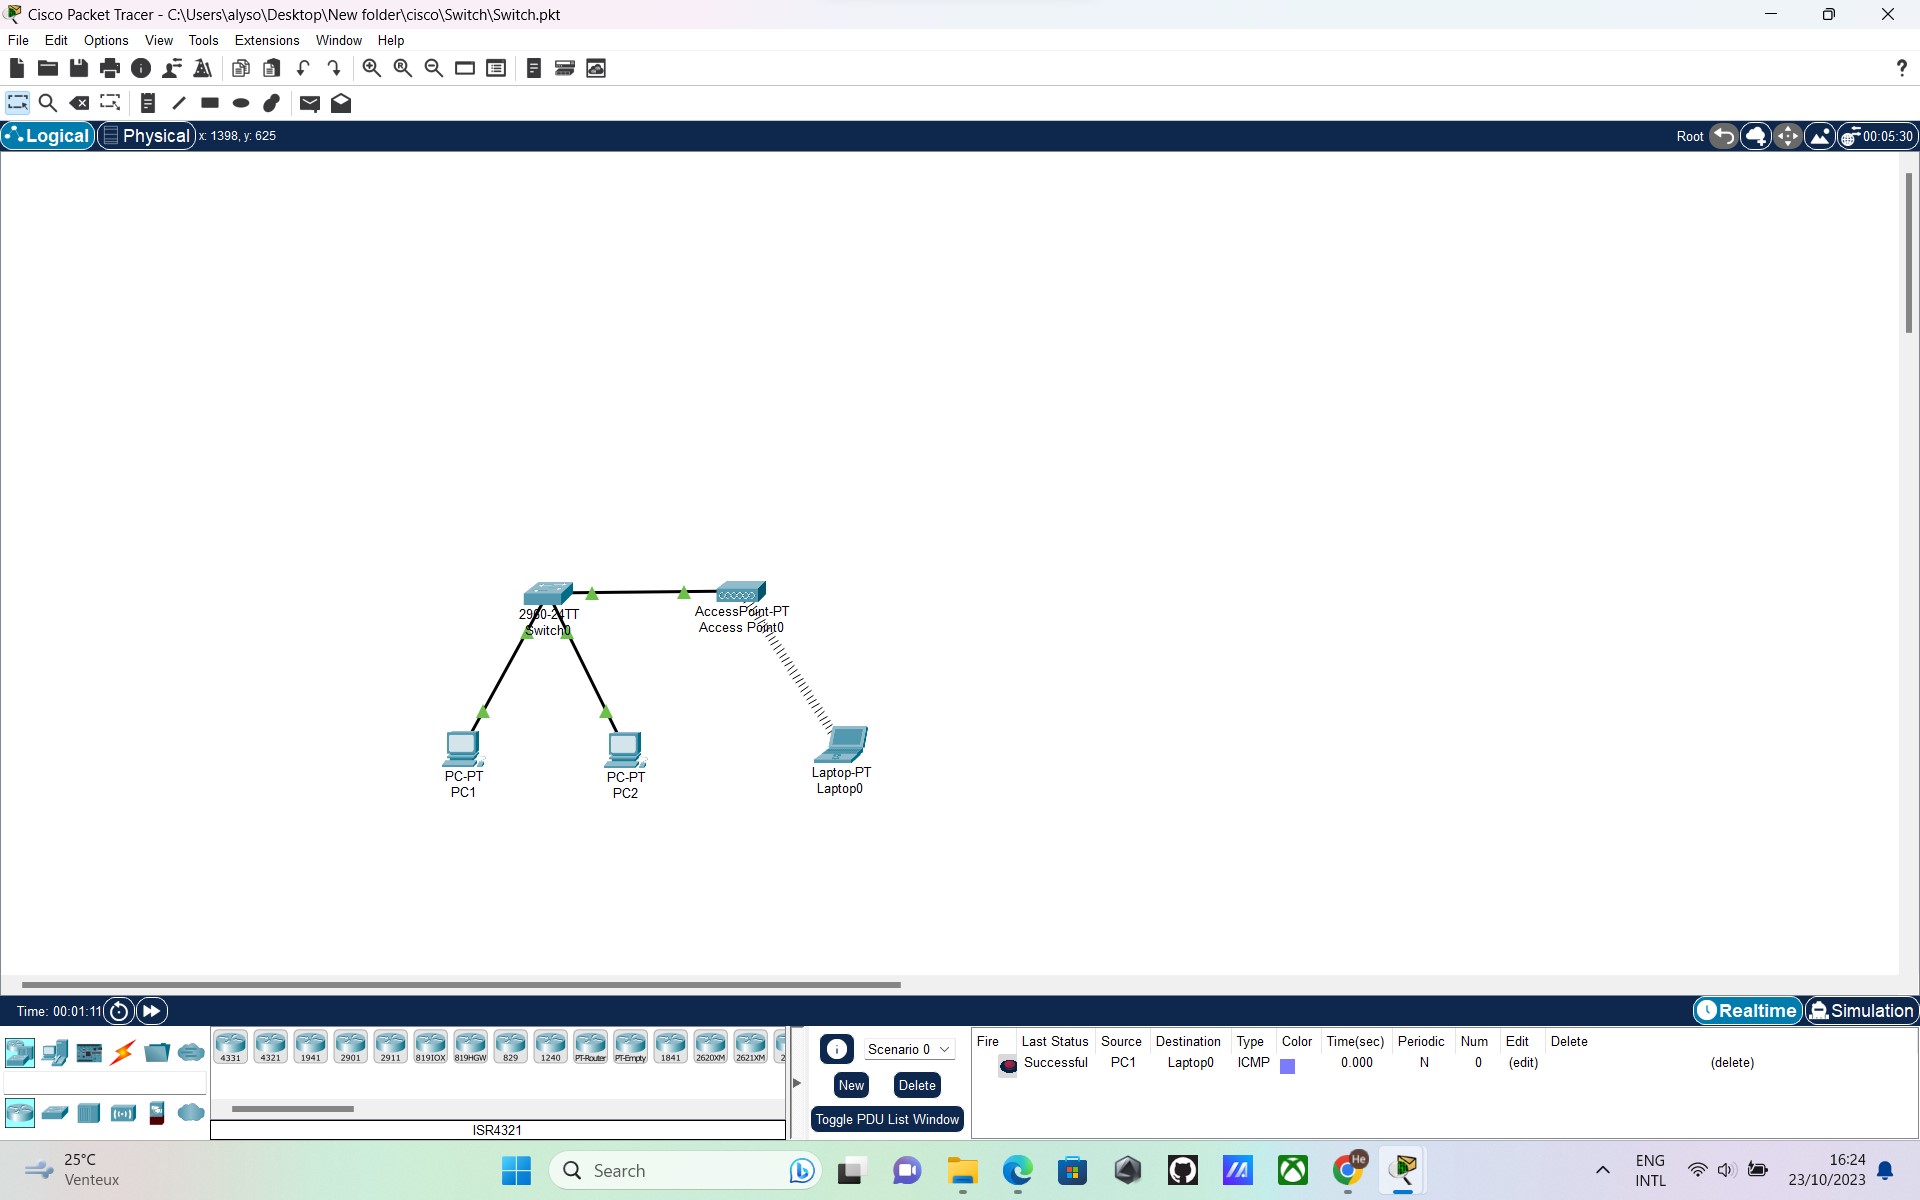 Cisco Packet Tracer - C:\Users\alyso\Desktop\New folder\cisco\Switch\Switch.pkt
File Edit Options View Tools Extensions Window Help
?
Logical Physical x: 1398, y: 625 Root 00:05:30
2960-24TT
Switch0
AccessPoint-PT
Access Point0
PC-PT
PC1
PC-PT
PC2
Laptop-PT
Laptop0
Time: 00:01:11 Realtime Simulation
4331 4321 1941 2901 2911 819IOX 819HGW 829 1240 PT-Router PT-Empty 1841 2620XM 2621XM 2
ISR4321
Scenario 0
New Delete
Toggle PDU List Window
Fire Last Status Source Destination Type Color Time(sec) Periodic Num Edit Delete
Successful PC1 Laptop0 ICMP 0.000 N 0 (edit) (delete)
25°C
Venteux
Search
He
ENG
INTL
16:24
23/10/2023